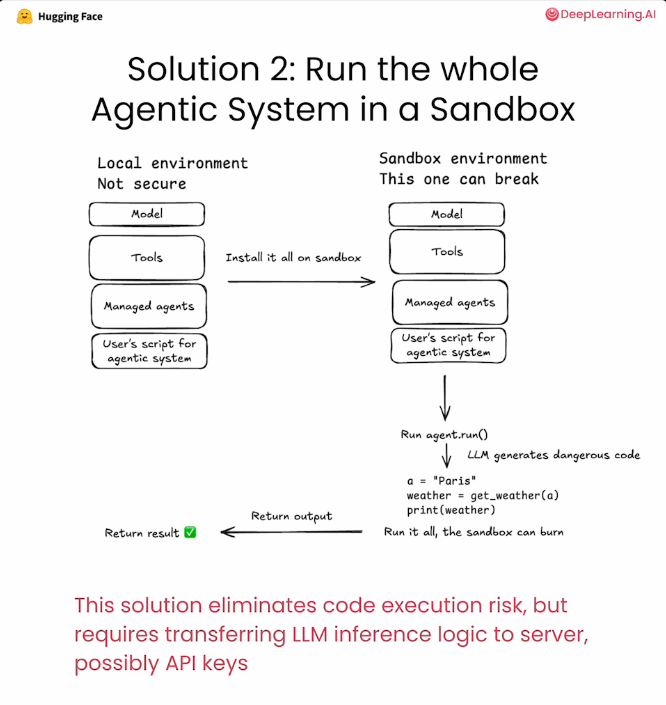 Hugging Face
DeepLearning.AI
Solution 2: Run the whole
Agentic System in a Sandbox
Local environment
Not secure
Model
Tools
Managed agents
User's script for
agentic system
Install it all on sandbox
Sandbox environment
This one can break
Model
Tools
Managed agents
User's script for
agentic system
Run agent.run()
LLM generates dangerous code
a = "Paris"
weather = get_weather(a)
print(weather)
Run it all, the sandbox can burn
Return output
Return result ✅
This solution eliminates code execution risk, but
requires transferring LLM inference logic to server,
possibly API keys